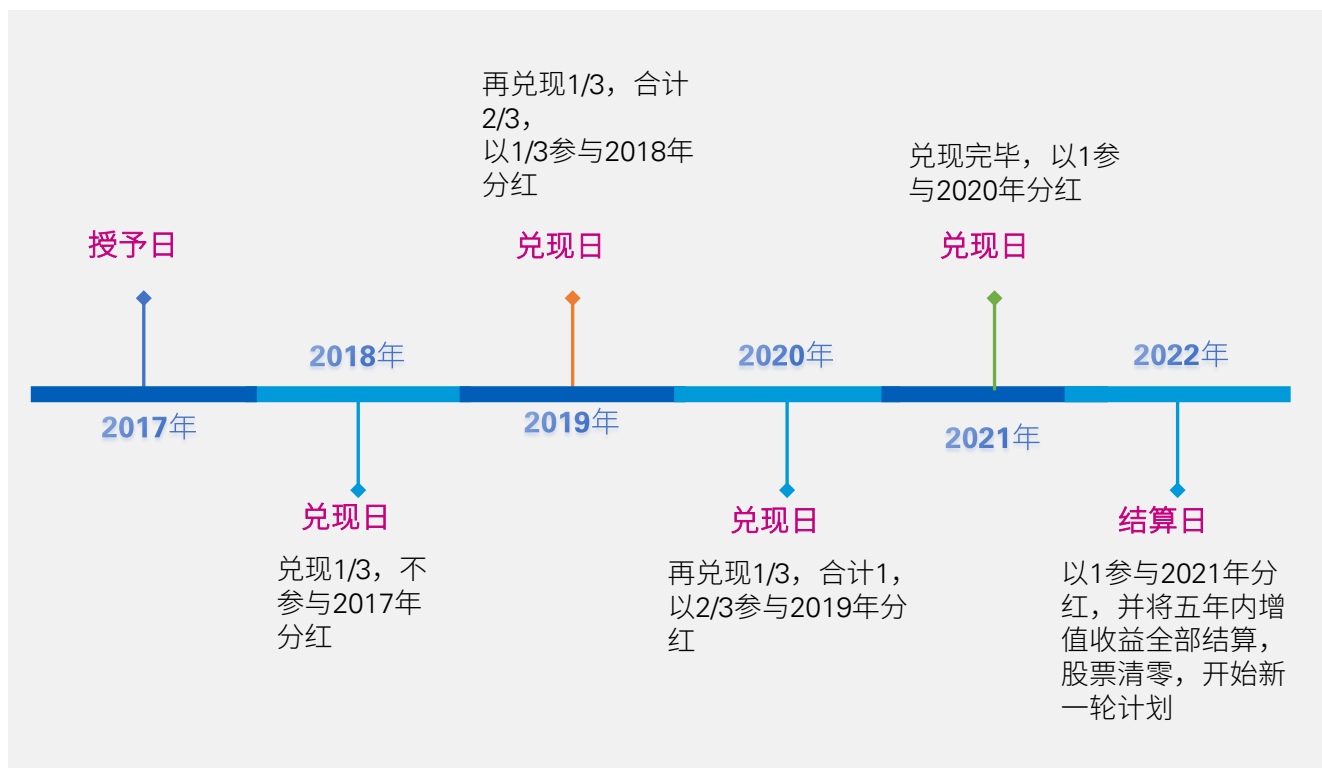 再兑现1/3，合计
2/3，
以1/3参与2018年
分红
兑现完毕，以1参
与2020年分红
授予日
兑现日
兑现日
2018年
2020年
2022年
2017年
2019年
2021年
兑现日
兑现日
结算日
兑现1/3，不
参与2017年
分红
再兑现1/3，合计1，
以2/3参与2019年分
红
以1参与2021年分
红，并将五年内增
值收益全部结算，
股票清零，开始新
一轮计划